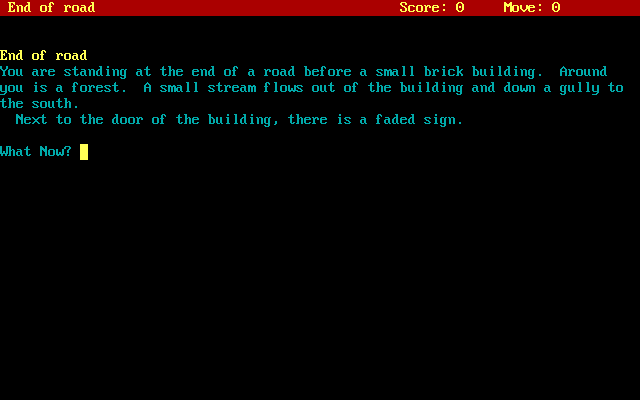 End of road Score: 0 Move: 0
End of road
You are standing at the end of a road before a small brick building.  Around
you is a forest.  A small stream flows out of the building and down a gully to
the south.
  Next to the door of the building, there is a faded sign.
What Now?